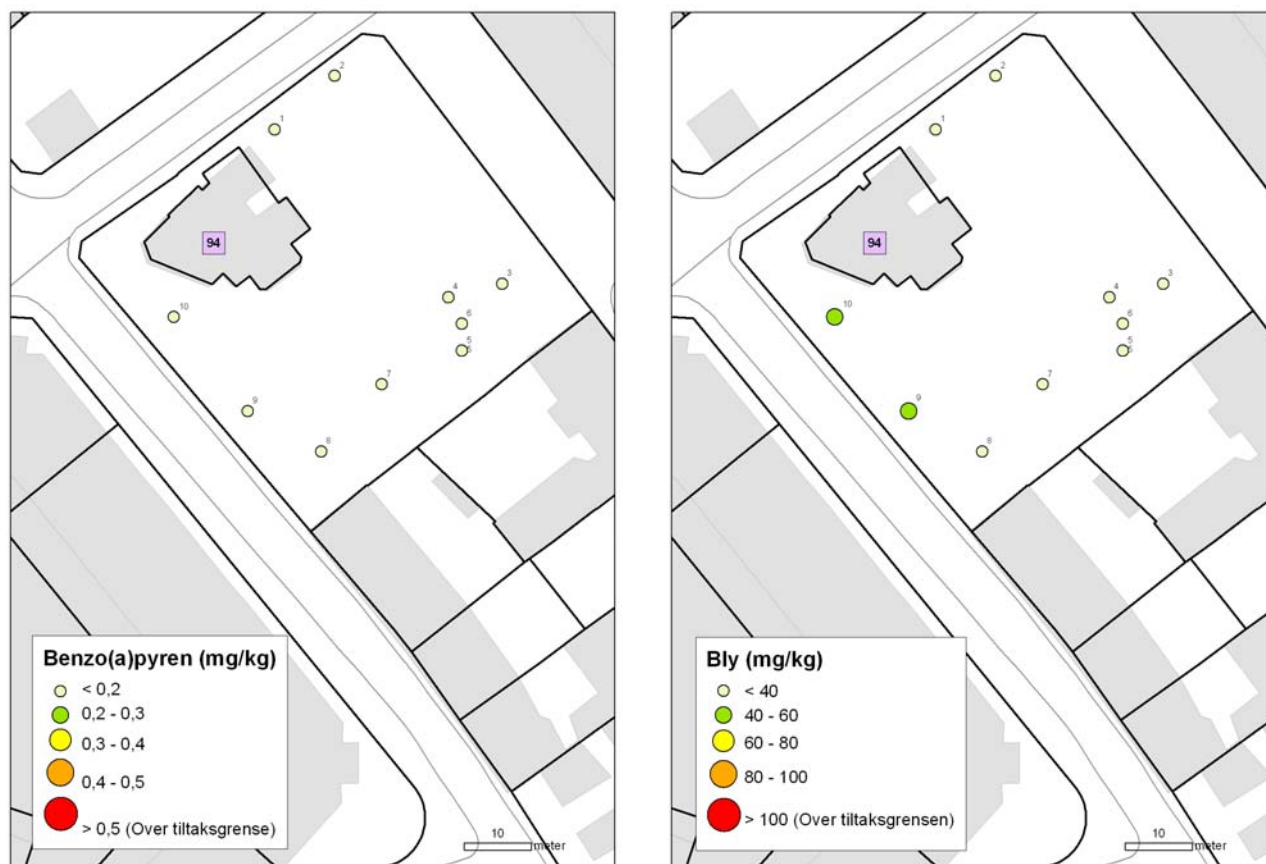 2
1
94
3
4
10
6
5
5
7
9
8
Benzo(a)pyren (mg/kg)
< 0,2
0,2 - 0,3
0,3 - 0,4
0,4 - 0,5
> 0,5 (Over tiltaksgrense)
10
meter
2
1
94
3
4
10
6
5
5
7
9
8
Bly (mg/kg)
< 40
40 - 60
60 - 80
80 - 100
> 100 (Over tiltaksgrensen)
10
meter